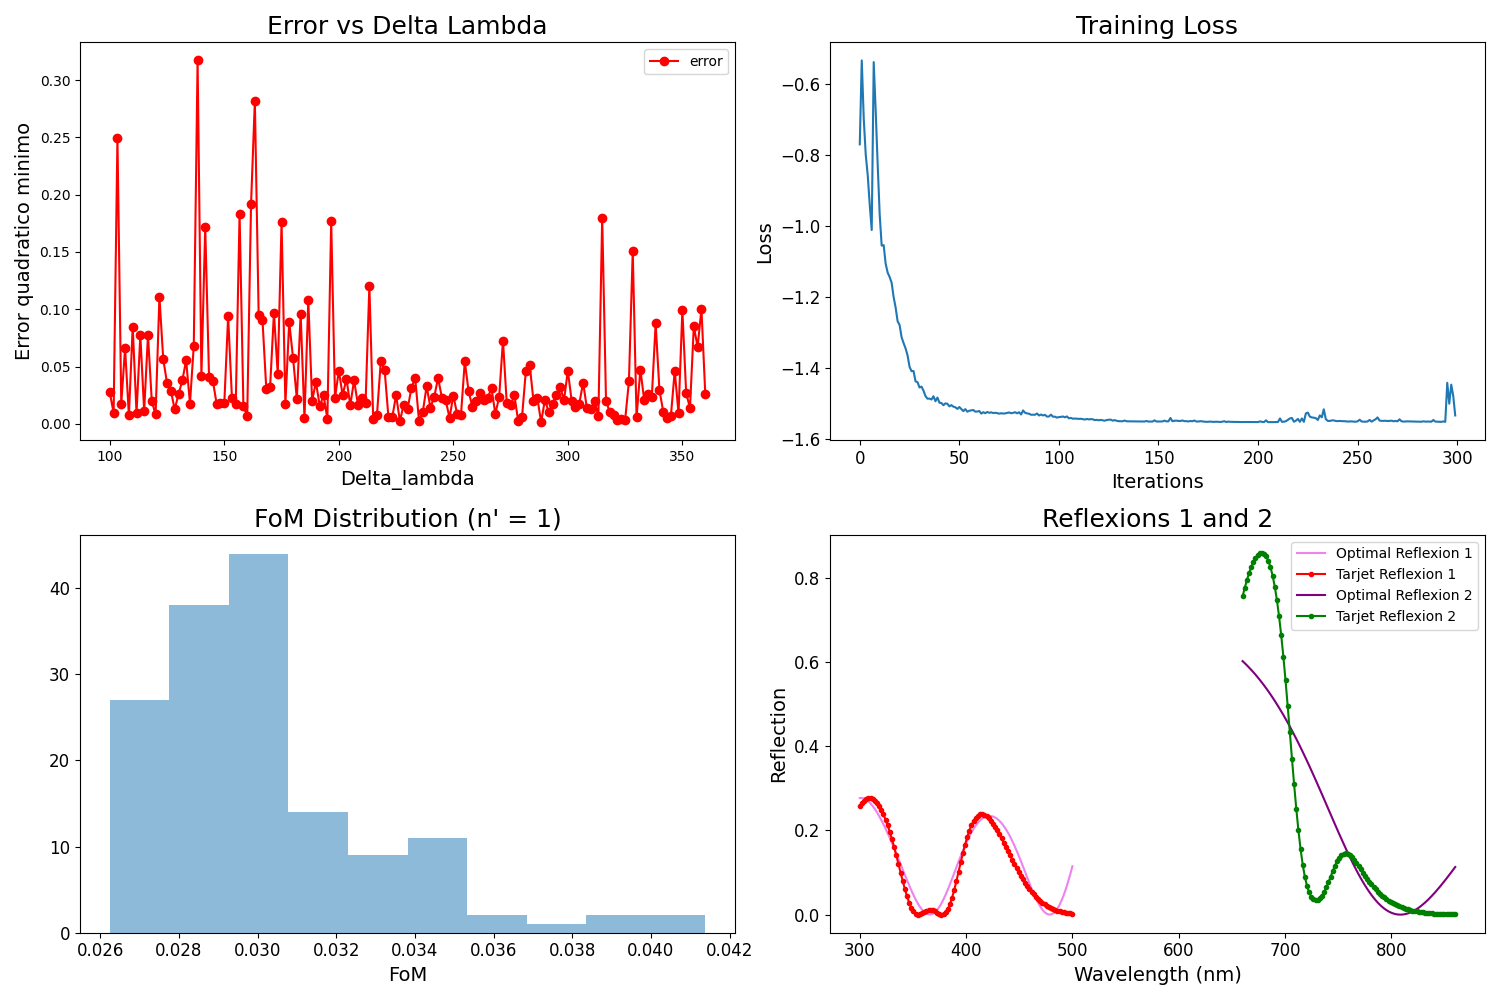 Error vs Delta Lambda
error
0.30
0.25
0.20
0.15
0.10
0.05
0.00
Error quadratico minimo
100 150 200 250 300 350
Delta_lambda
Training Loss
−0.6
−0.8
−1.0
−1.2
−1.4
−1.6
Loss
0 50 100 150 200 250 300
Iterations
FoM Distribution (n' = 1)
40
30
20
10
0
0.026 0.028 0.030 0.032 0.034 0.036 0.038 0.040 0.042
FoM
Reflexions 1 and 2
Optimal Reflexion 1
Tarjet Reflexion 1
Optimal Reflexion 2
Tarjet Reflexion 2
0.8
0.6
0.4
0.2
0.0
Reflection
300 400 500 600 700 800
Wavelength (nm)